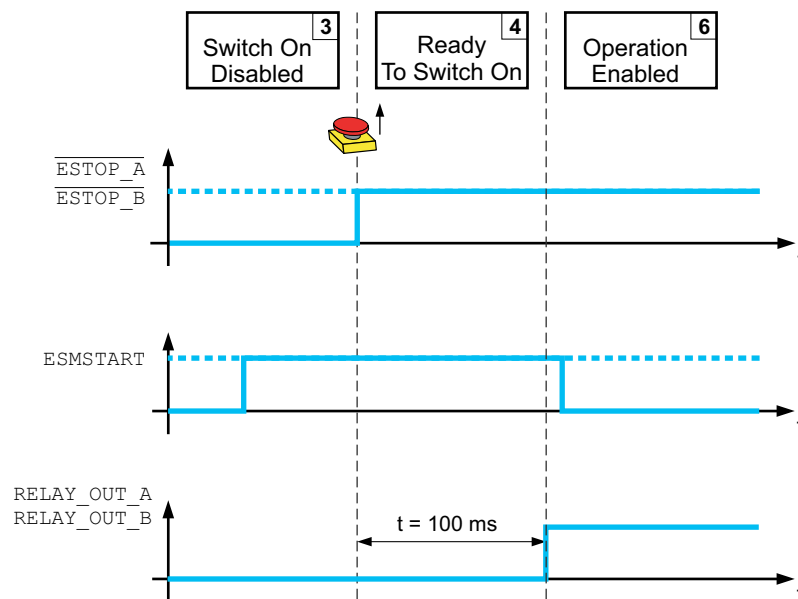 3
Switch On
Disabled
4
Ready
To Switch On
6
Operation
Enabled
ESTOP_A
ESTOP_B
ESMSTART
RELAY_OUT_A
RELAY_OUT_B
t = 100 ms